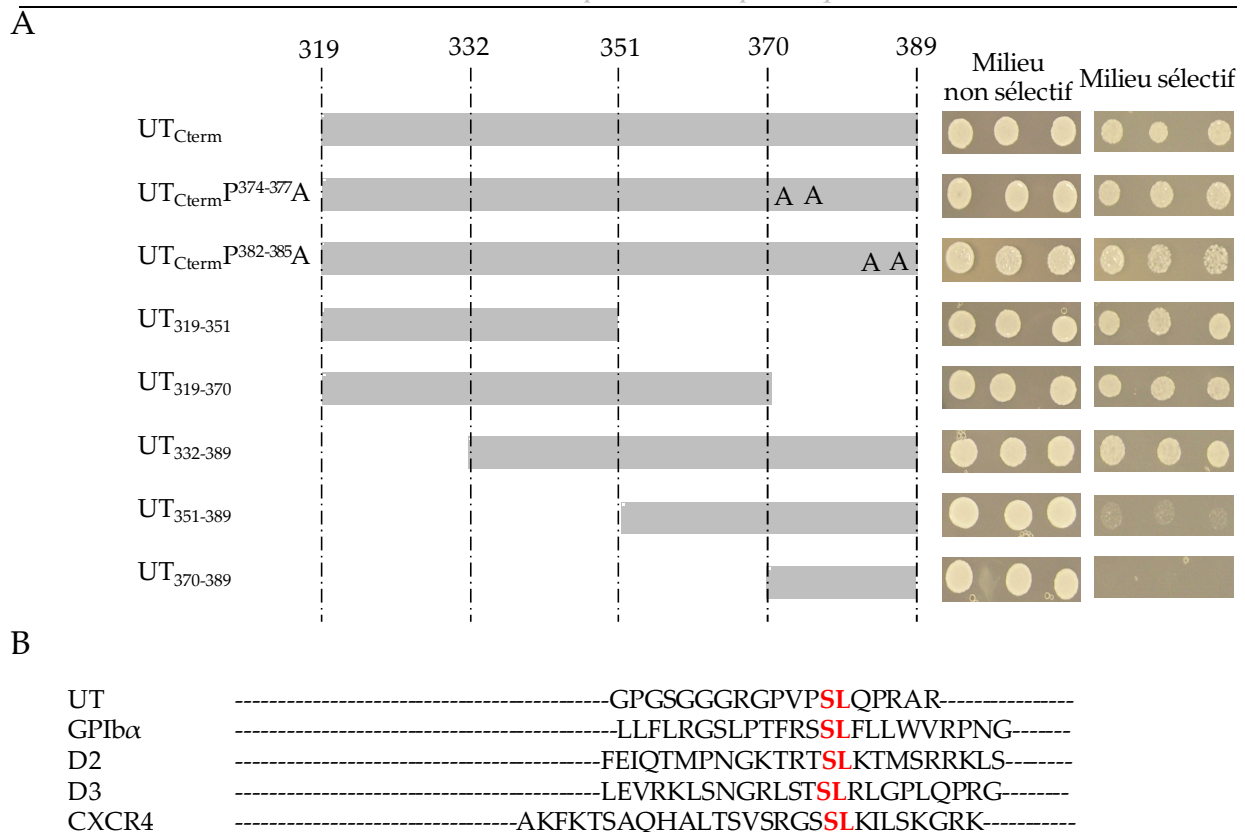 A
319 332 351 370 389
Milieu
non sélectif
Milieu sélectif
UTCterm
UTCtermP374-377A
A A
UTCtermP382-385A
A A
UT319-351
UT319-370
UT332-389
UT351-389
UT370-389
B
UT GPGSGGGRGPVPSLQPRAR
GPIbα LLFLRGSLPTFRSSLFLLWVRPNG
D2 FEIQTMPNGKTRTSLKTMSRRKLS
D3 LEVRKLSNGRLSTSLRLGPLQPRG
CXCR4 AKFKTSAQHALTSVSRGSSLKILSKGRK